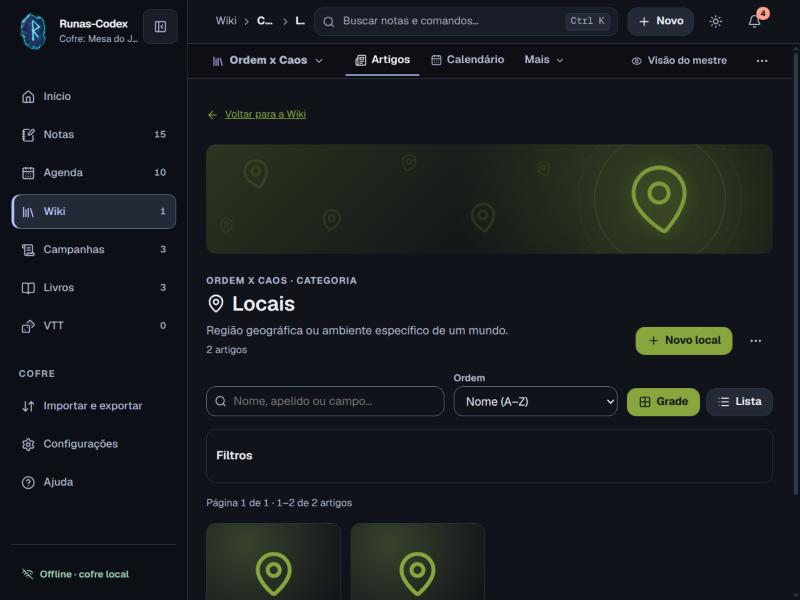 Runas-Codex
Cofre: Mesa do J...
Início
Notas 15
Agenda 10
Wiki 1
Campanhas 3
Livros 3
VTT 0
COFRE
Importar e exportar
Configurações
Ajuda
Offline · cofre local
Wiki > C... > L.
Buscar notas e comandos...
Ctrl K
Novo
4
Ordem x Caos
Artigos
Calendário
Mais
Visão do mestre
Voltar para a Wiki
ORDEM X CAOS · CATEGORIA
Locais
Região geográfica ou ambiente específico de um mundo.
2 artigos
Novo local
Ordem
Nome, apelido ou campo...
Nome (A–Z)
Grade
Lista
Filtros
Página 1 de 1 · 1–2 de 2 artigos